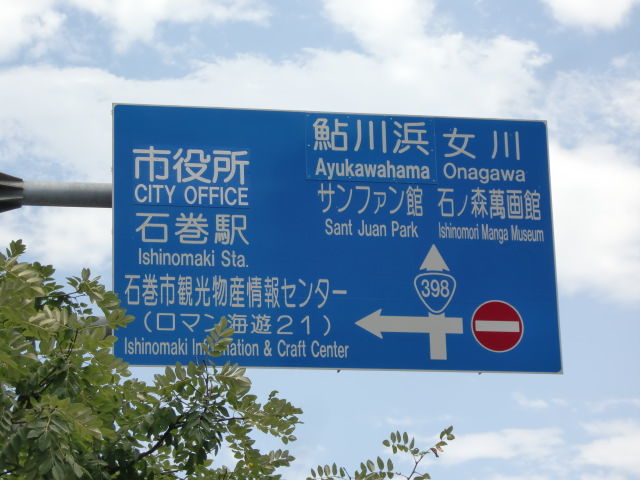 鮎川浜 女川
Ayukawahama Onagawa
サンファン館 石ノ森萬画館
Sant Juan Park Ishinomori Manga Museum
市役所
CITY OFFICE
石巻駅
Ishinomaki Sta.
石巻市観光物産情報センター
(ロマン海遊21)
Ishinomaki Information & Craft Center
398